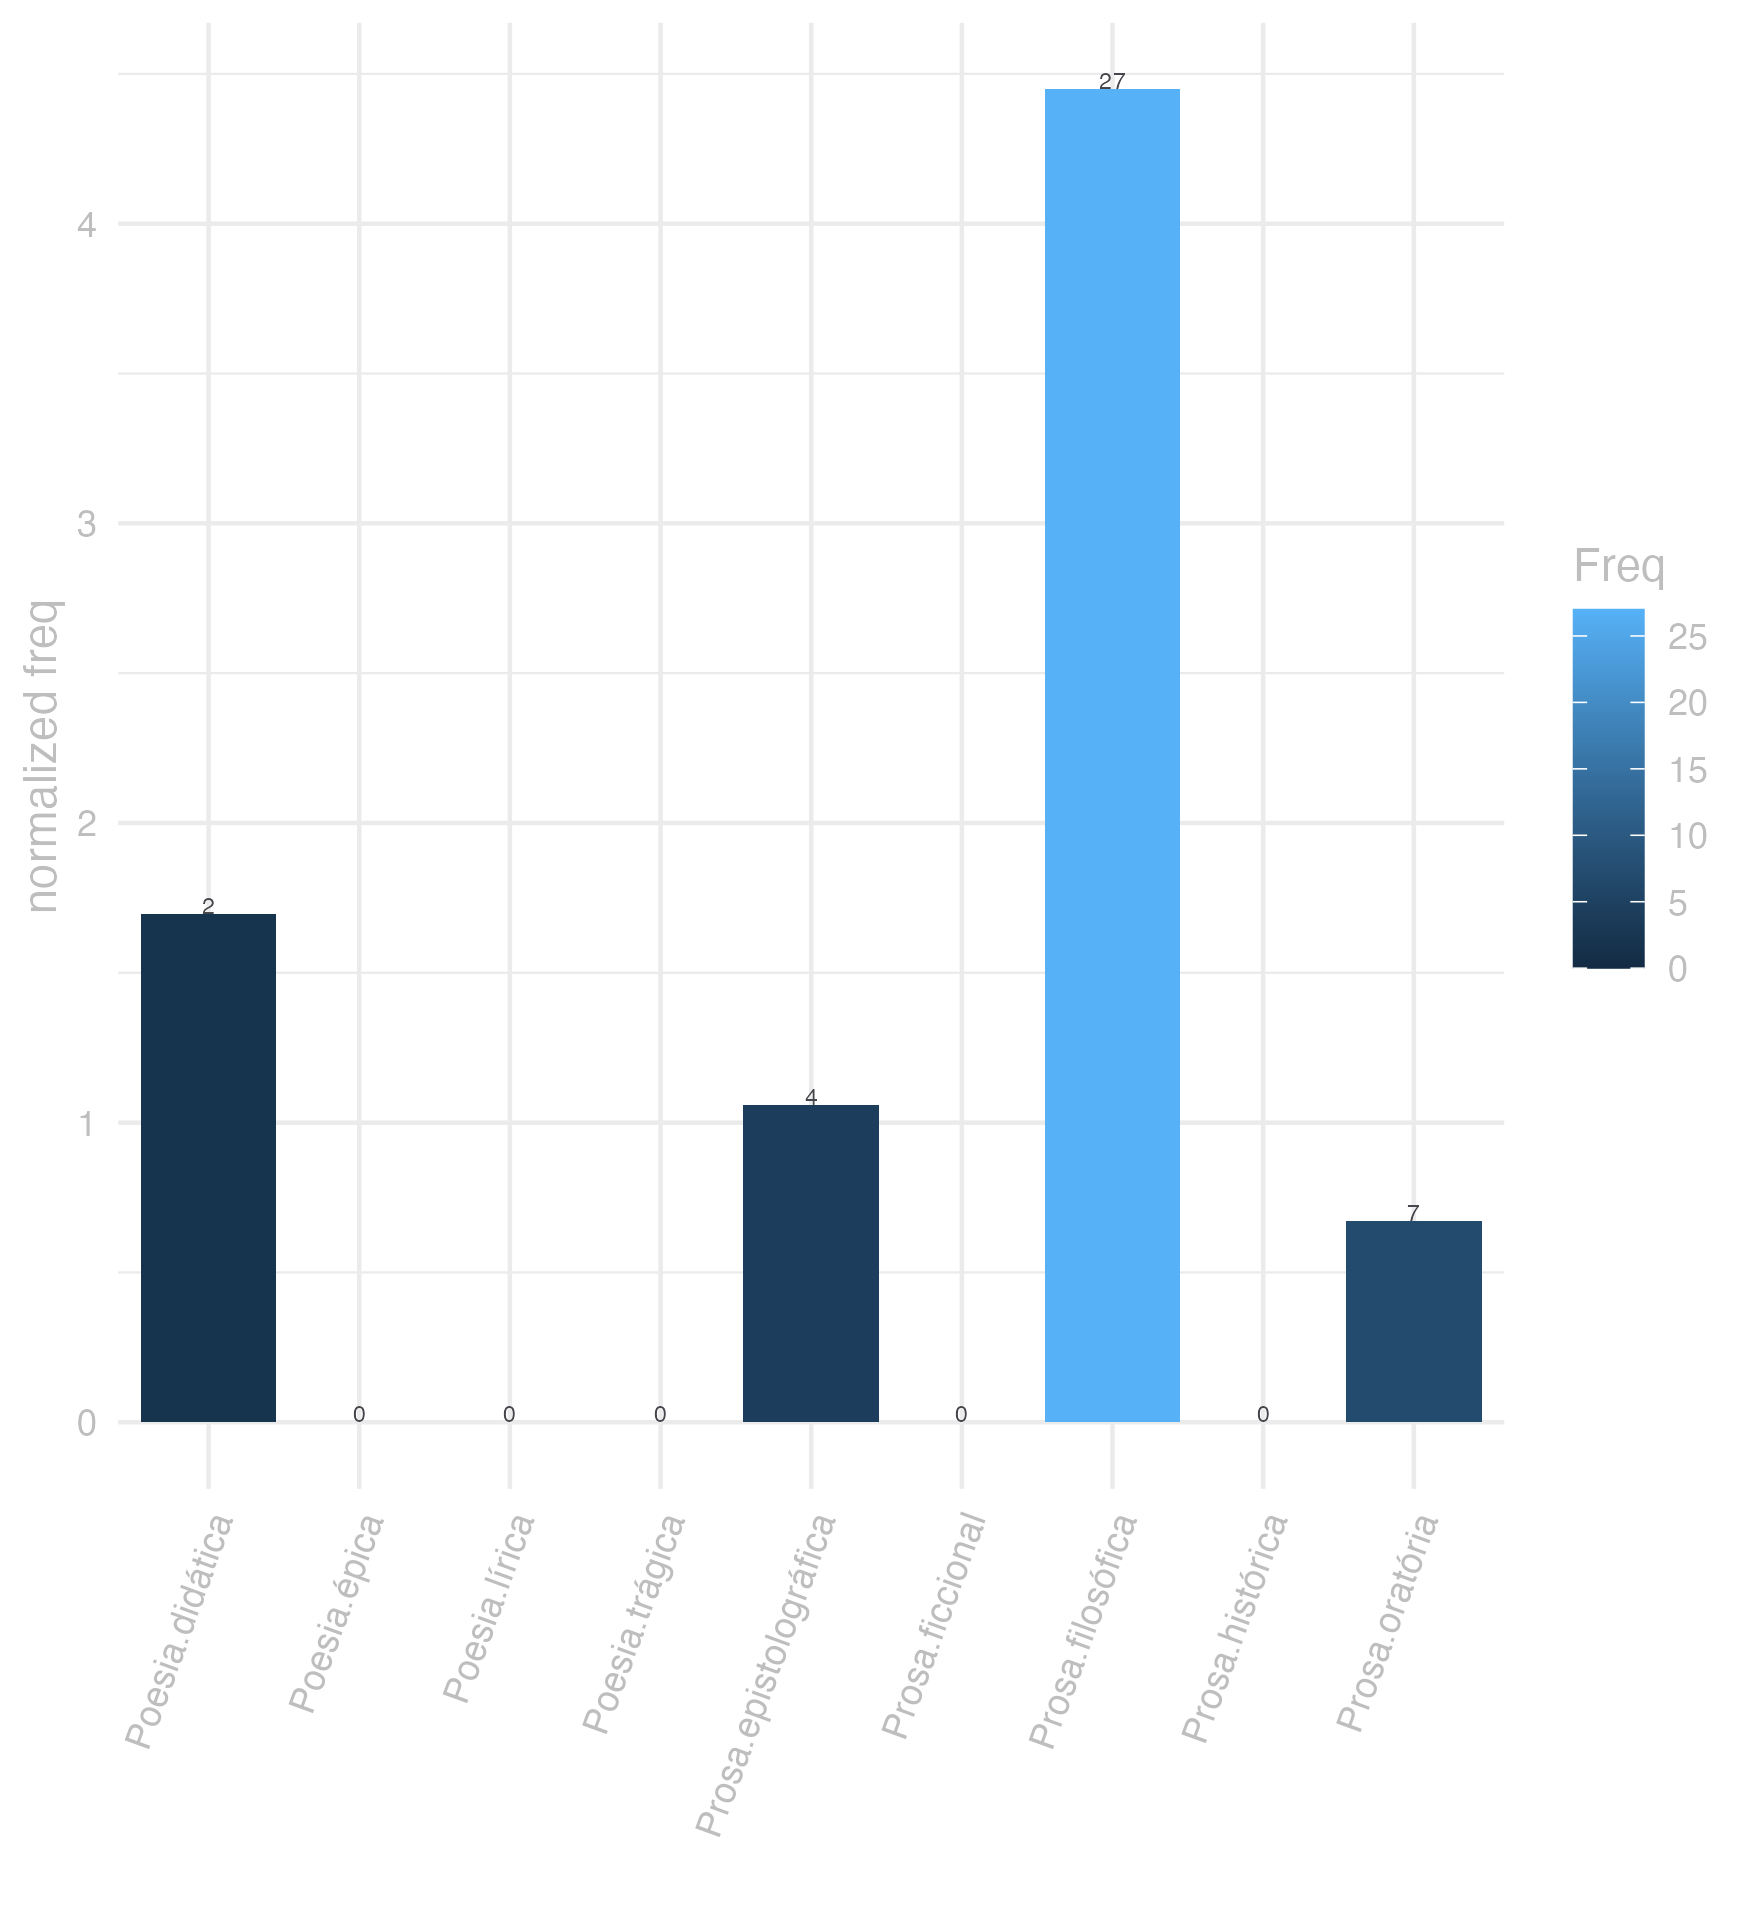 normalized freq
4
3
2
1
0
27
2
4
7
0
0
0
0
0
Poesia.didática
Poesia.épica
Poesia.lírica
Poesia.trágica
Prosa.epistolográfica
Prosa.ficcional
Prosa.filosófica
Prosa.histórica
Prosa.oratória
Freq
25
20
15
10
5
0